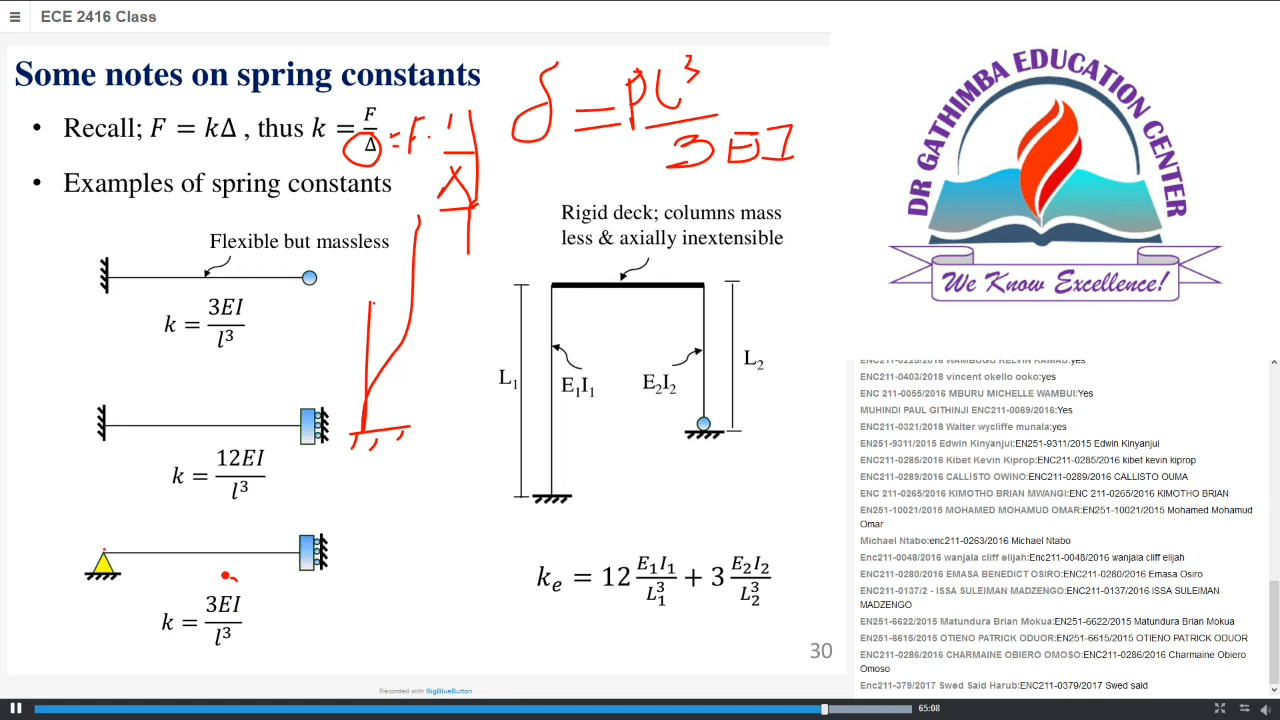 ECE 2416 Class
Some notes on spring constants
• Recall; F = kΔ , thus k = F/Δ = F · 1/Δ
δ = PL³/3EI
• Examples of spring constants
Flexible but massless
k = 3EI/l³
k = 12EI/l³
k = 3EI/l³
Rigid deck; columns mass
less & axially inextensible
L₁
E₁I₁
E₂I₂
L₂
kₑ = 12 E₁I₁/L₁³ + 3 E₂I₂/L₂³
30
Recorded with BigBlueButton.
DR GATHIMBA EDUCATION CENTER
We Know Excellence!
ENC211-0228/2016 WAMBUGU KELVIN KAMAU:yes
ENC211-0403/2018 vincent okello ooko:yes
ENC 211-0055/2016 MBURU MICHELLE WAMBUI:Yes
MUHINDI PAUL GITHINJI ENC211-0069/2016:Yes
ENC211-0321/2018 Walter wycliffe munala:yes
EN251-9311/2015 Edwin Kinyanjui:EN251-9311/2015 Edwin Kinyanjui
ENC211-0285/2016 Kibet Kevin Kiprop:ENC211-0285/2016 kibet kevin kiprop
ENC211-0289/2016 CALLISTO OWINO:ENC211-0289/2016 CALLISTO OUMA
ENC 211-0265/2016 KIMOTHO BRIAN MWANGI:ENC 211-0265/2016 KIMOTHO BRIAN
EN251-10021/2015 MOHAMED MOHAMUD OMAR:EN251-10021/2015 Mohamed Mohamud
Omar
Michael Ntabo:enc211-0263/2016 Michael Ntabo
Enc211-0048/2016 wanjala cliff elijah:Enc211-0048/2016 wanjala cliff elijah
ENC211-0280/2016 EMASA BENEDICT OSIRO:ENC211-0280/2016 Emasa Osiro
ENC211-0137/2 - ISSA SULEIMAN MADZENGO:ENC211-0137/2016 ISSA SULEIMAN
MADZENGO
EN251-6622/2015 Matundura Brian Mokua:EN251-6622/2015 Matundura Brian Mokua
EN251-6615/2015 OTIENO PATRICK ODUOR:EN251-6615/2015 OTIENO PATRICK ODUOR
ENC211-0286/2016 CHARMAINE OBIERO OMOSO:ENC211-0286/2016 Charmaine Obiero
Omoso
Enc211-379/2017 Swed Said Harub:ENC211-0379/2017 Swed said
65:08